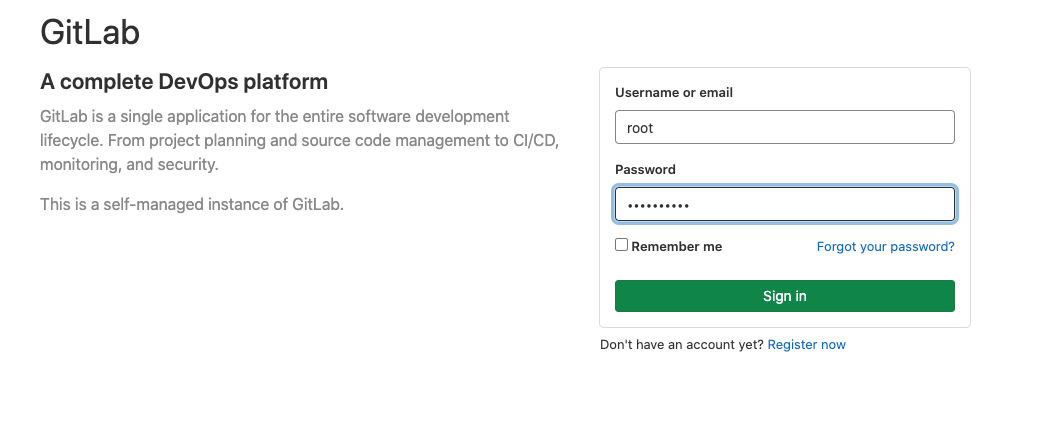 GitLab
A complete DevOps platform
GitLab is a single application for the entire software development
lifecycle. From project planning and source code management to CI/CD,
monitoring, and security.
This is a self-managed instance of GitLab.
Username or email
root
Password
••••••••••
Remember me
Forgot your password?
Sign in
Don't have an account yet? Register now